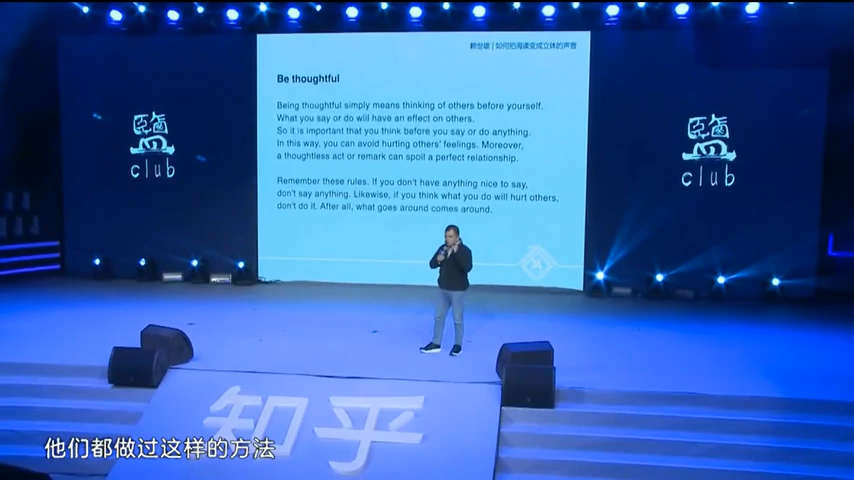 赖世雄 | 如何把阅读变成立体的声音
Be thoughtful
Being thoughtful simply means thinking of others before yourself.
What you say or do will have an effect on others.
So it is important that you think before you say or do anything.
In this way, you can avoid hurting others' feelings. Moreover,
a thoughtless act or remark can spoil a perfect relationship.
Remember these rules. If you don't have anything nice to say,
don't say anything. Likewise, if you think what you do will hurt others,
don't do it. After all, what goes around comes around.
鹽
club
鹽
club
知乎
他们都做过这样的方法